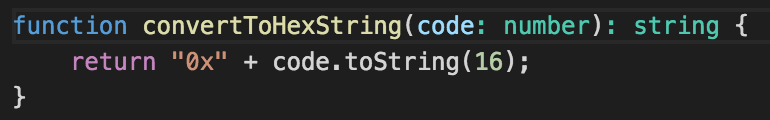 function convertToHexString(code: number): string {
    return "0x" + code.toString(16);
}